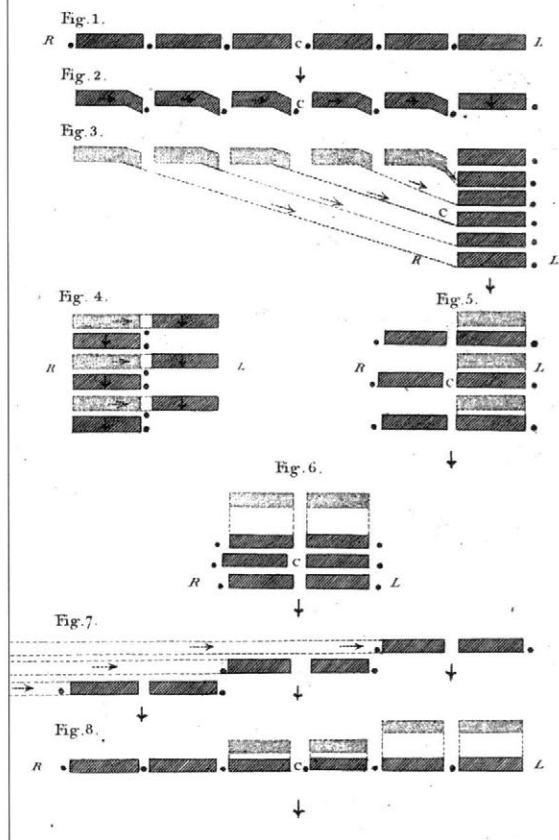 Fig. 1.
R C L
Fig. 2.
C
Fig. 3.
C
R L
Fig. 4.
R L
Fig. 5.
R C
Fig. 6.
C
R L
Fig. 7.
Fig. 8.
R C L